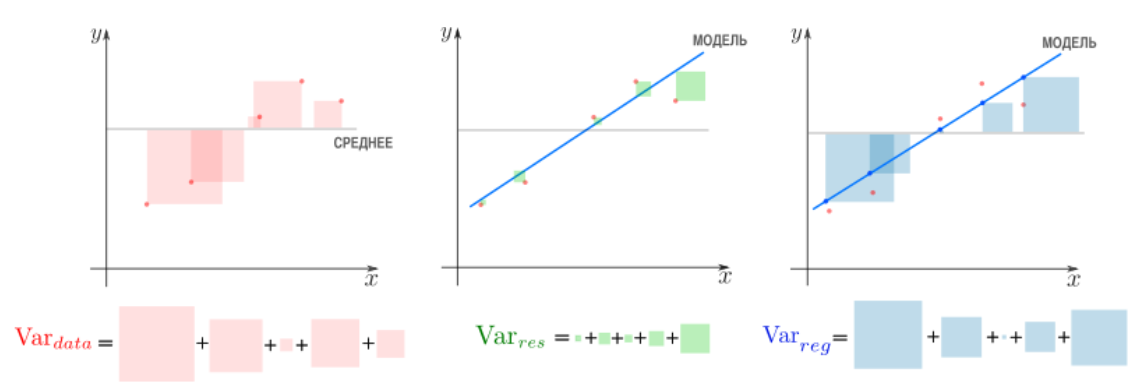 y
СРЕДНЕЕ
x
y
МОДЕЛЬ
x
y
МОДЕЛЬ
x
Var_data = + + + +
Var_res = + + + +
Var_reg = + + + +